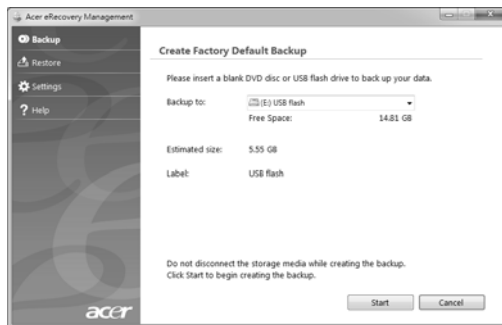 Acer eRecovery Management
Backup
Restore
Settings
Help
Create Factory Default Backup
Please insert a blank DVD disc or USB flash drive to back up your data.
Backup to: (E:) USB flash
Free Space: 14.81 GB
Estimated size: 5.55 GB
Label: USB flash
Do not disconnect the storage media while creating the backup.
Click Start to begin creating the backup.
Start Cancel
acer